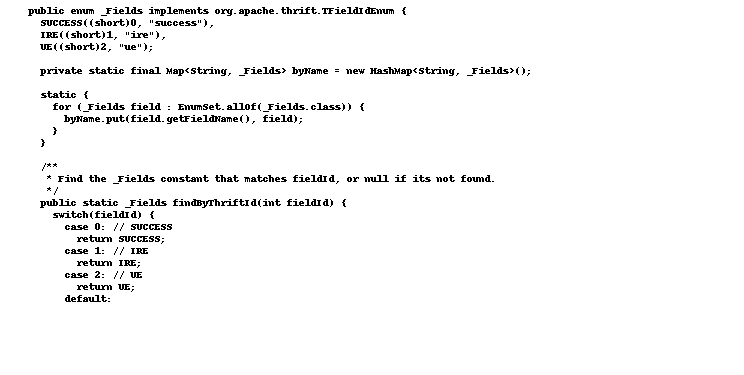 public enum _Fields implements org.apache.thrift.TFieldIdEnum {
  SUCCESS((short)0, "success"),
  IRE((short)1, "ire"),
  UE((short)2, "ue");

  private static final Map<String, _Fields> byName = new HashMap<String, _Fields>();

  static {
    for (_Fields field : EnumSet.allOf(_Fields.class)) {
      byName.put(field.getFieldName(), field);
    }
  }

  /**
   * Find the _Fields constant that matches fieldId, or null if its not found.
   */
  public static _Fields findByThriftId(int fieldId) {
    switch(fieldId) {
      case 0: // SUCCESS
        return SUCCESS;
      case 1: // IRE
        return IRE;
      case 2: // UE
        return UE;
      default: